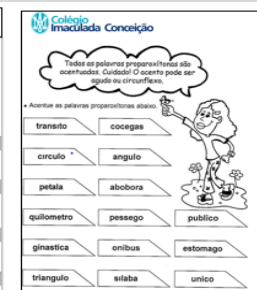 Colégio
Imaculada Conceição
Todas as palavras proparoxítonas são
acentuadas. Cuidado! O acento pode ser
agudo ou circunflexo.
• Acentue as palavras proparoxítonas abaixo.
transito cocegas
circulo angulo
petala abobora
quilometro pessego publico
ginastica onibus estomago
triangulo silaba unico